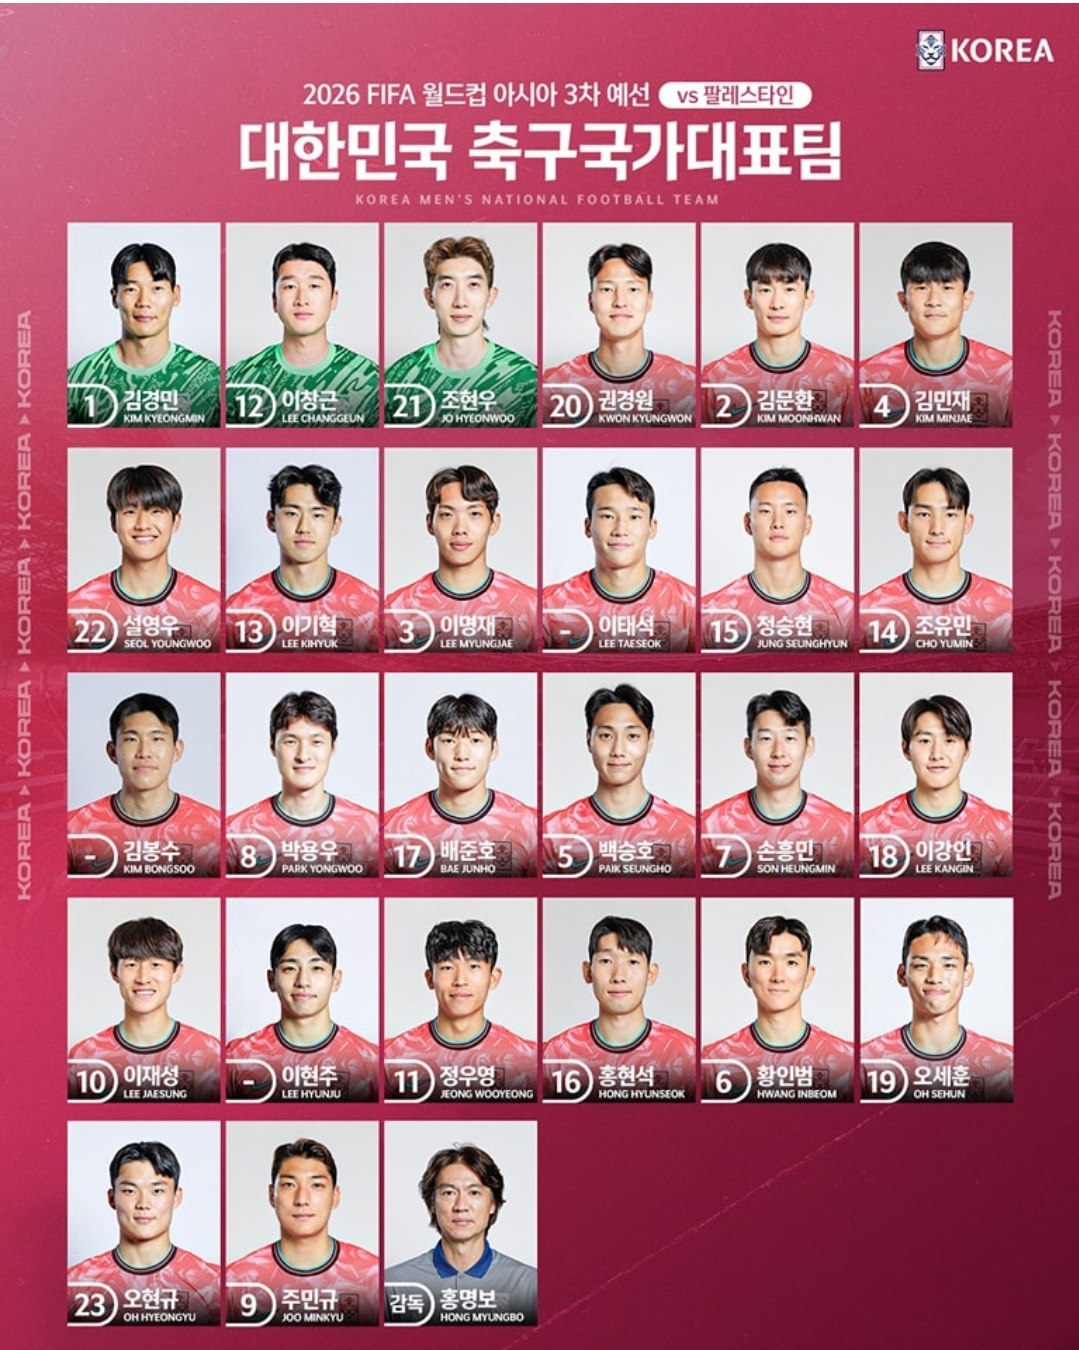 KOREA
2026 FIFA 월드컵 아시아 3차 예선 vs 팔레스타인
대한민국 축구국가대표팀
KOREA MEN'S NATIONAL FOOTBALL TEAM
1 김경민
KIM KYEONGMIN
12 이창근
LEE CHANGGEUN
21 조현우
JO HYEONWOO
20 권경원
KWON KYUNGWON
2 김문환
KIM MOONHWAN
4 김민재
KIM MINJAE
22 설영우
SEOL YOUNGWOO
13 이기혁
LEE KIHYUK
3 이명재
LEE MYUNGJAE
- 이태석
LEE TAESEOK
15 정승현
JUNG SEUNGHYUN
14 조유민
CHO YUMIN
- 김봉수
KIM BONGSOO
8 박용우
PARK YONGWOO
17 배준호
BAE JUNHO
5 백승호
PAIK SEUNGHO
7 손흥민
SON HEUNGMIN
18 이강인
LEE KANGIN
10 이재성
LEE JAESUNG
- 이현주
LEE HYUNJU
11 정우영
JEONG WOOYEONG
16 홍현석
HONG HYUNSEOK
6 황인범
HWANG INBEOM
19 오세훈
OH SEHUN
23 오현규
OH HYEONGYU
9 주민규
JOO MINKYU
감독 홍명보
HONG MYUNGBO
KOREA ▶ KOREA ▶ KOREA ▶ KOREA ▶ KOREA
KOREA ▶ KOREA ▶ KOREA ▶ KOREA ▶ KOREA